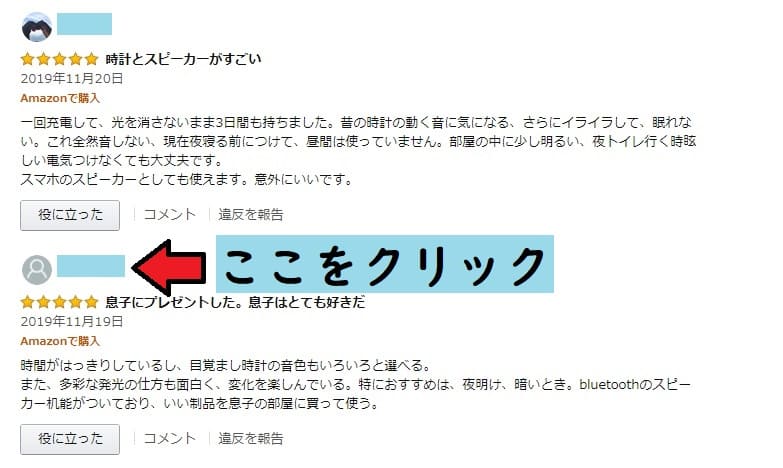 時計とスピーカーがすごい
2019年11月20日
Amazonで購入
一回充電して、光を消さないまま3日間も持ちました。昔の時計の動く音に気になる、さらにイライラして、眠れな
い。これ全然音しない、現在夜寝る前につけて、昼間は使っていません。部屋の中に少し明るい、夜トイレ行く時眩
しい電気つけなくても大丈夫です。
スマホのスピーカーとしても使えます。意外にいいです。
役に立った コメント 違反を報告
ここをクリック
息子にプレゼントした。息子はとても好きだ
2019年11月19日
Amazonで購入
時間がはっきりしているし、目覚まし時計の音色もいろいろと選べる。
また、多彩な発光の仕方も面白く、変化を楽しんでいる。特におすすめは、夜明け、暗いとき。bluetoothのスピー
カー机能がついており、いい制品を息子の部屋に買って使う。
役に立った コメント 違反を報告